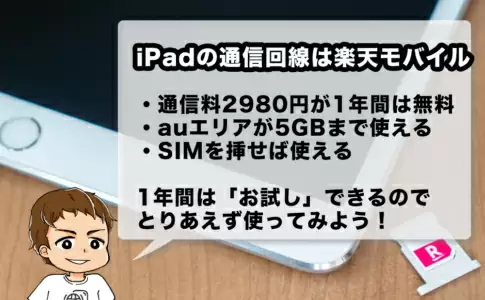 iPadの通信回線は楽天モバイル
・通信料2980円が1年間は無料
・auエリアが5GBまで使える
・SIMを挿せば使える
1年間は「お試し」できるので
とりあえず使ってみよう！
R